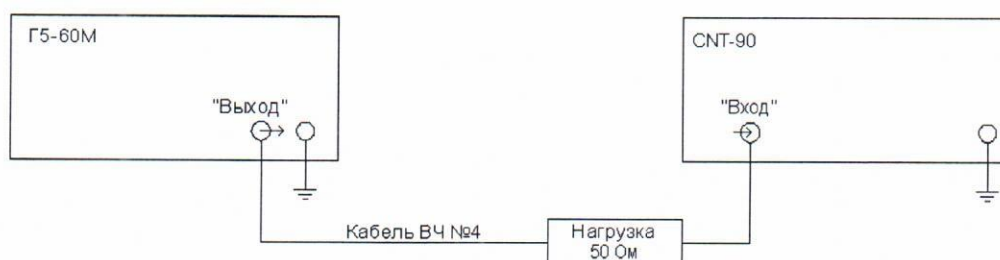 Г5-60М
CNT-90
"Выход"
"Вход"
Кабель ВЧ №4
Нагрузка
50 Ом